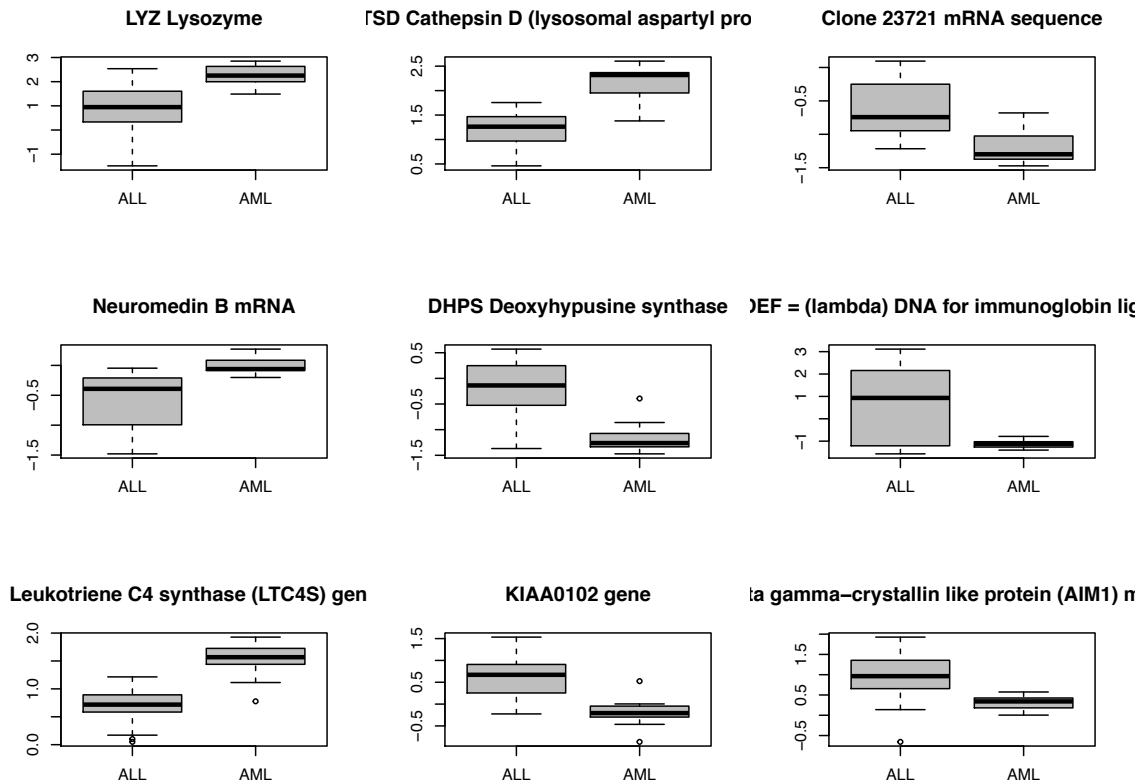 LYZ Lysozyme
TSD Cathepsin D (lysosomal aspartyl pro
Clone 23721 mRNA sequence
3
2
1
−1
ALL
AML
2.5
1.5
0.5
ALL
AML
−0.5
−1.5
ALL
AML
Neuromedin B mRNA
DHPS Deoxyhypusine synthase
DEF = (lambda) DNA for immunoglobin lig
−0.5
−1.5
ALL
AML
0.5
−0.5
−1.5
ALL
AML
3
2
1
−1
ALL
AML
Leukotriene C4 synthase (LTC4S) gen
KIAA0102 gene
ta gamma−crystallin like protein (AIM1) m
2.0
1.0
0.0
ALL
AML
1.5
0.5
−0.5
ALL
AML
1.5
0.5
−0.5
ALL
AML